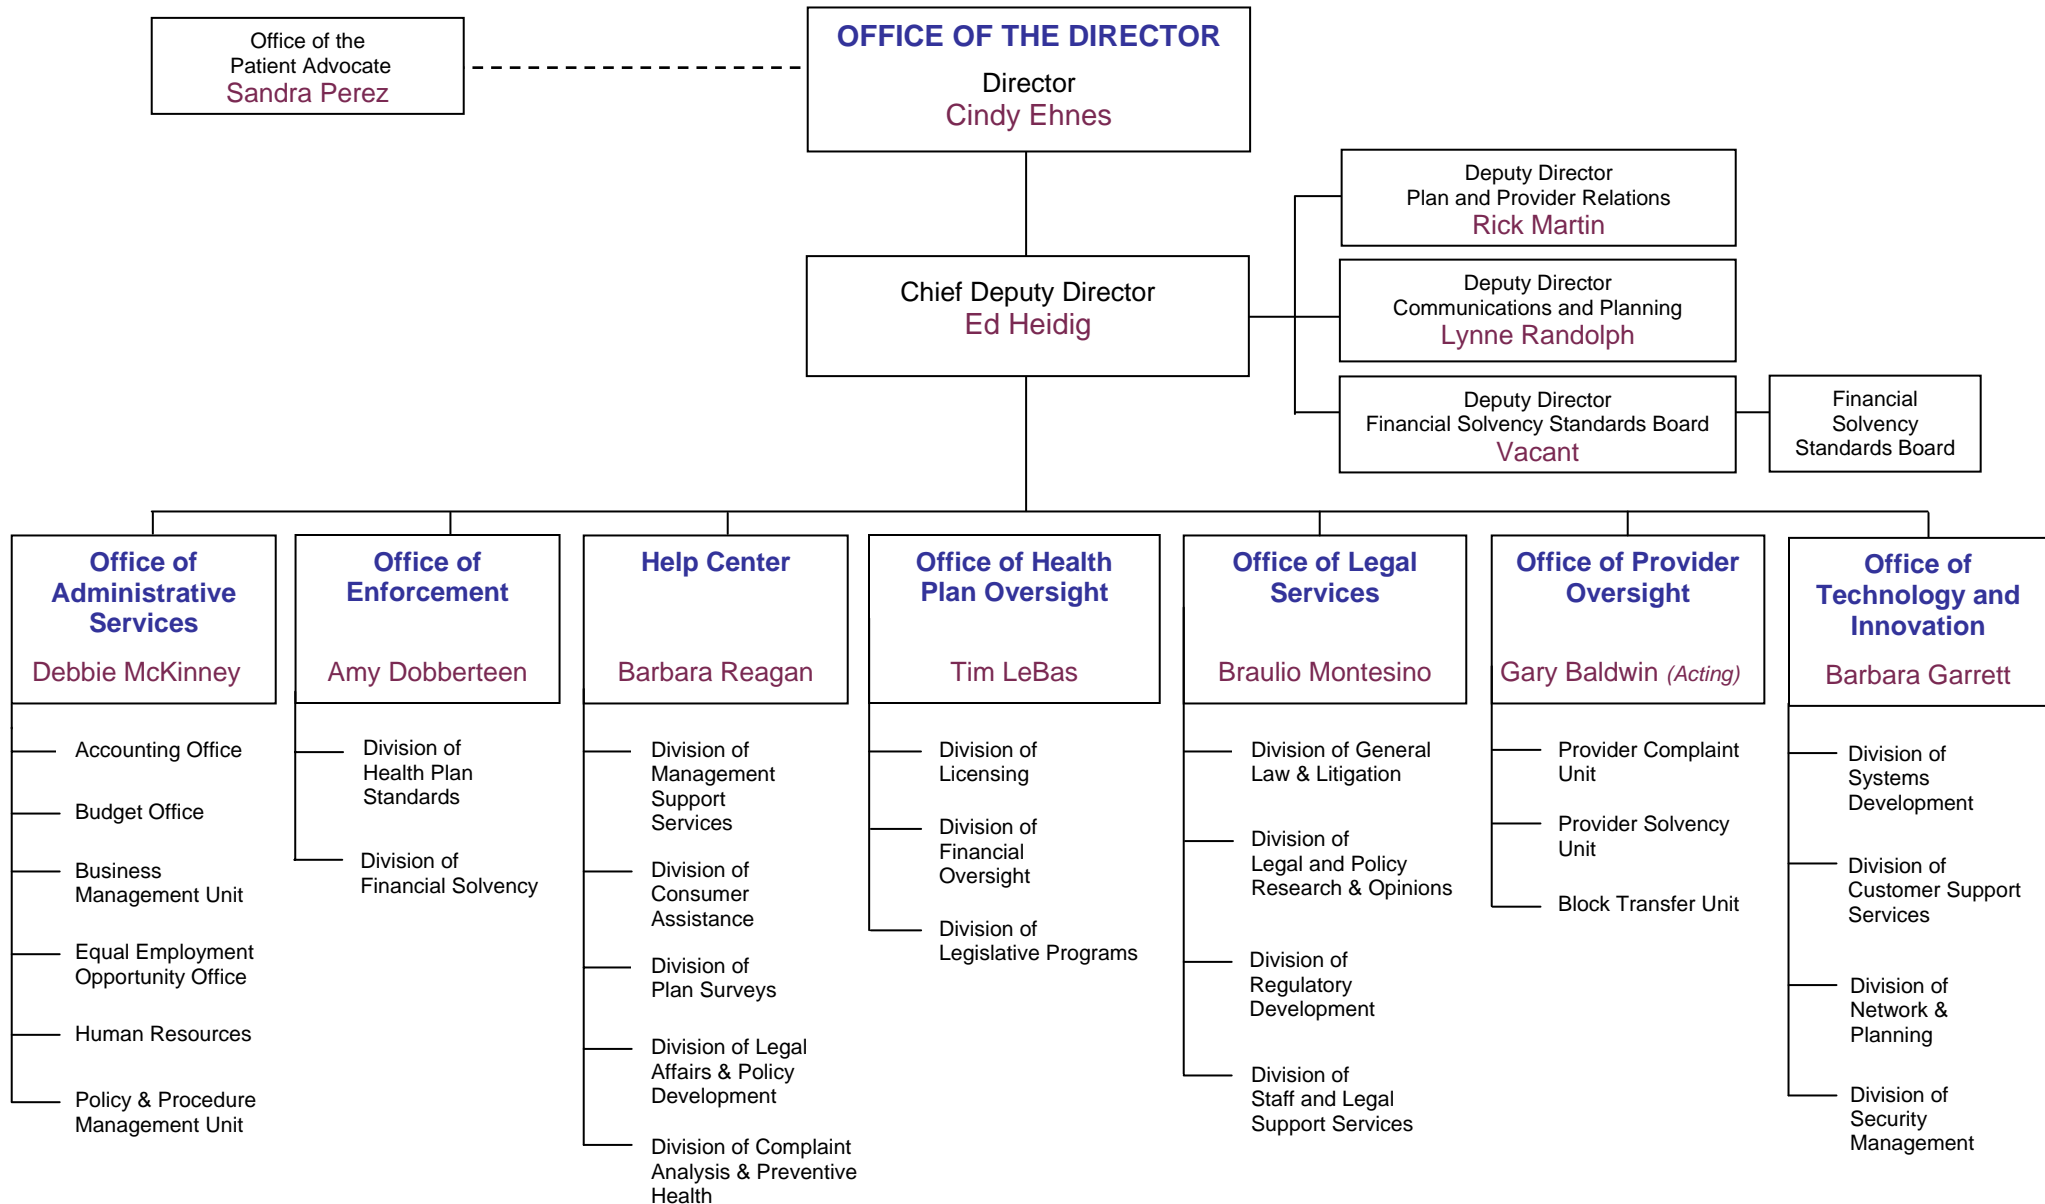 Office of the
Patient Advocate
Sandra Perez
OFFICE OF THE DIRECTOR
Director
Cindy Ehnes
Deputy Director
Plan and Provider Relations
Rick Martin
Chief Deputy Director
Ed Heidig
Deputy Director
Communications and Planning
Lynne Randolph
Deputy Director
Financial Solvency Standards Board
Vacant
Financial
Solvency
Standards Board
Office of
Administrative
Services
Debbie McKinney
Accounting Office
Budget Office
Business
Management Unit
Equal Employment
Opportunity Office
Human Resources
Policy & Procedure
Management Unit
Office of
Enforcement
Amy Dobberteen
Division of
Health Plan
Standards
Division of
Financial Solvency
Help Center
Barbara Reagan
Division of
Management
Support
Services
Division of
Consumer
Assistance
Division of
Plan Surveys
Division of Legal
Affairs & Policy
Development
Division of Complaint
Analysis & Preventive
Health
Office of Health
Plan Oversight
Tim LeBas
Division of
Licensing
Division of
Financial
Oversight
Division of
Legislative Programs
Office of Legal
Services
Braulio Montesino
Division of General
Law & Litigation
Division of
Legal and Policy
Research & Opinions
Division of
Regulatory
Development
Division of
Staff and Legal
Support Services
Office of Provider
Oversight
Gary Baldwin (Acting)
Provider Complaint
Unit
Provider Solvency
Unit
Block Transfer Unit
Office of
Technology and
Innovation
Barbara Garrett
Division of
Systems
Development
Division of
Customer Support
Services
Division of
Network &
Planning
Division of
Security
Management